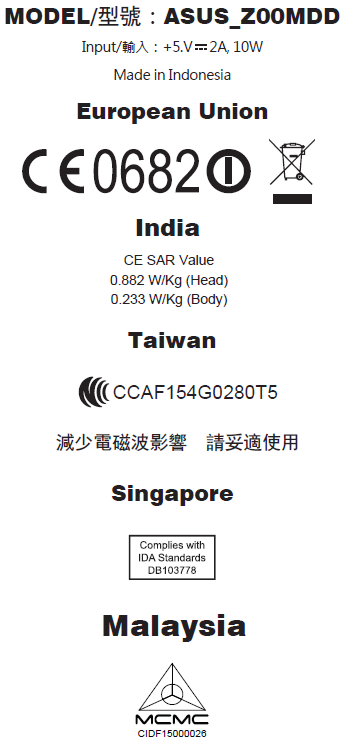 MODEL/型號：ASUS_Z00MDD
Input/輸入：+5.V⎓2A, 10W
Made in Indonesia
European Union
CE0682
India
CE SAR Value
0.882 W/Kg (Head)
0.233 W/Kg (Body)
Taiwan
CCAF154G0280T5
減少電磁波影響　請妥適使用
Singapore
Complies with
IDA Standards
DB103778
Malaysia
MCMC
CIDF15000026